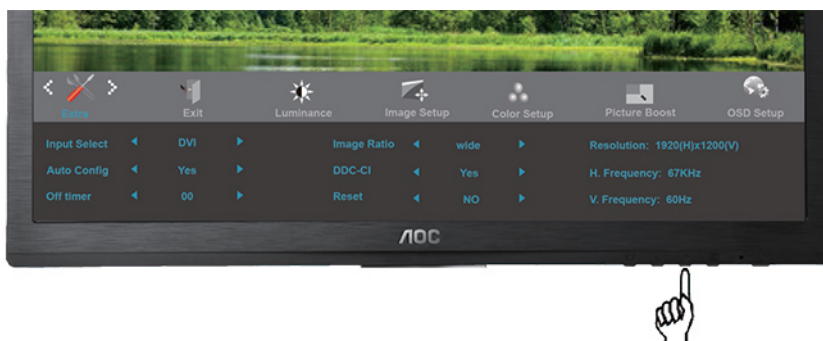 Extra Exit Luminance Image Setup Color Setup Picture Boost OSD Setup
Input Select DVI Image Ratio wide Resolution: 1920(H)x1200(V)
Auto Config Yes DDC-CI Yes H. Frequency: 67KHz
Off timer 00 Reset NO V. Frequency: 60Hz
AOC